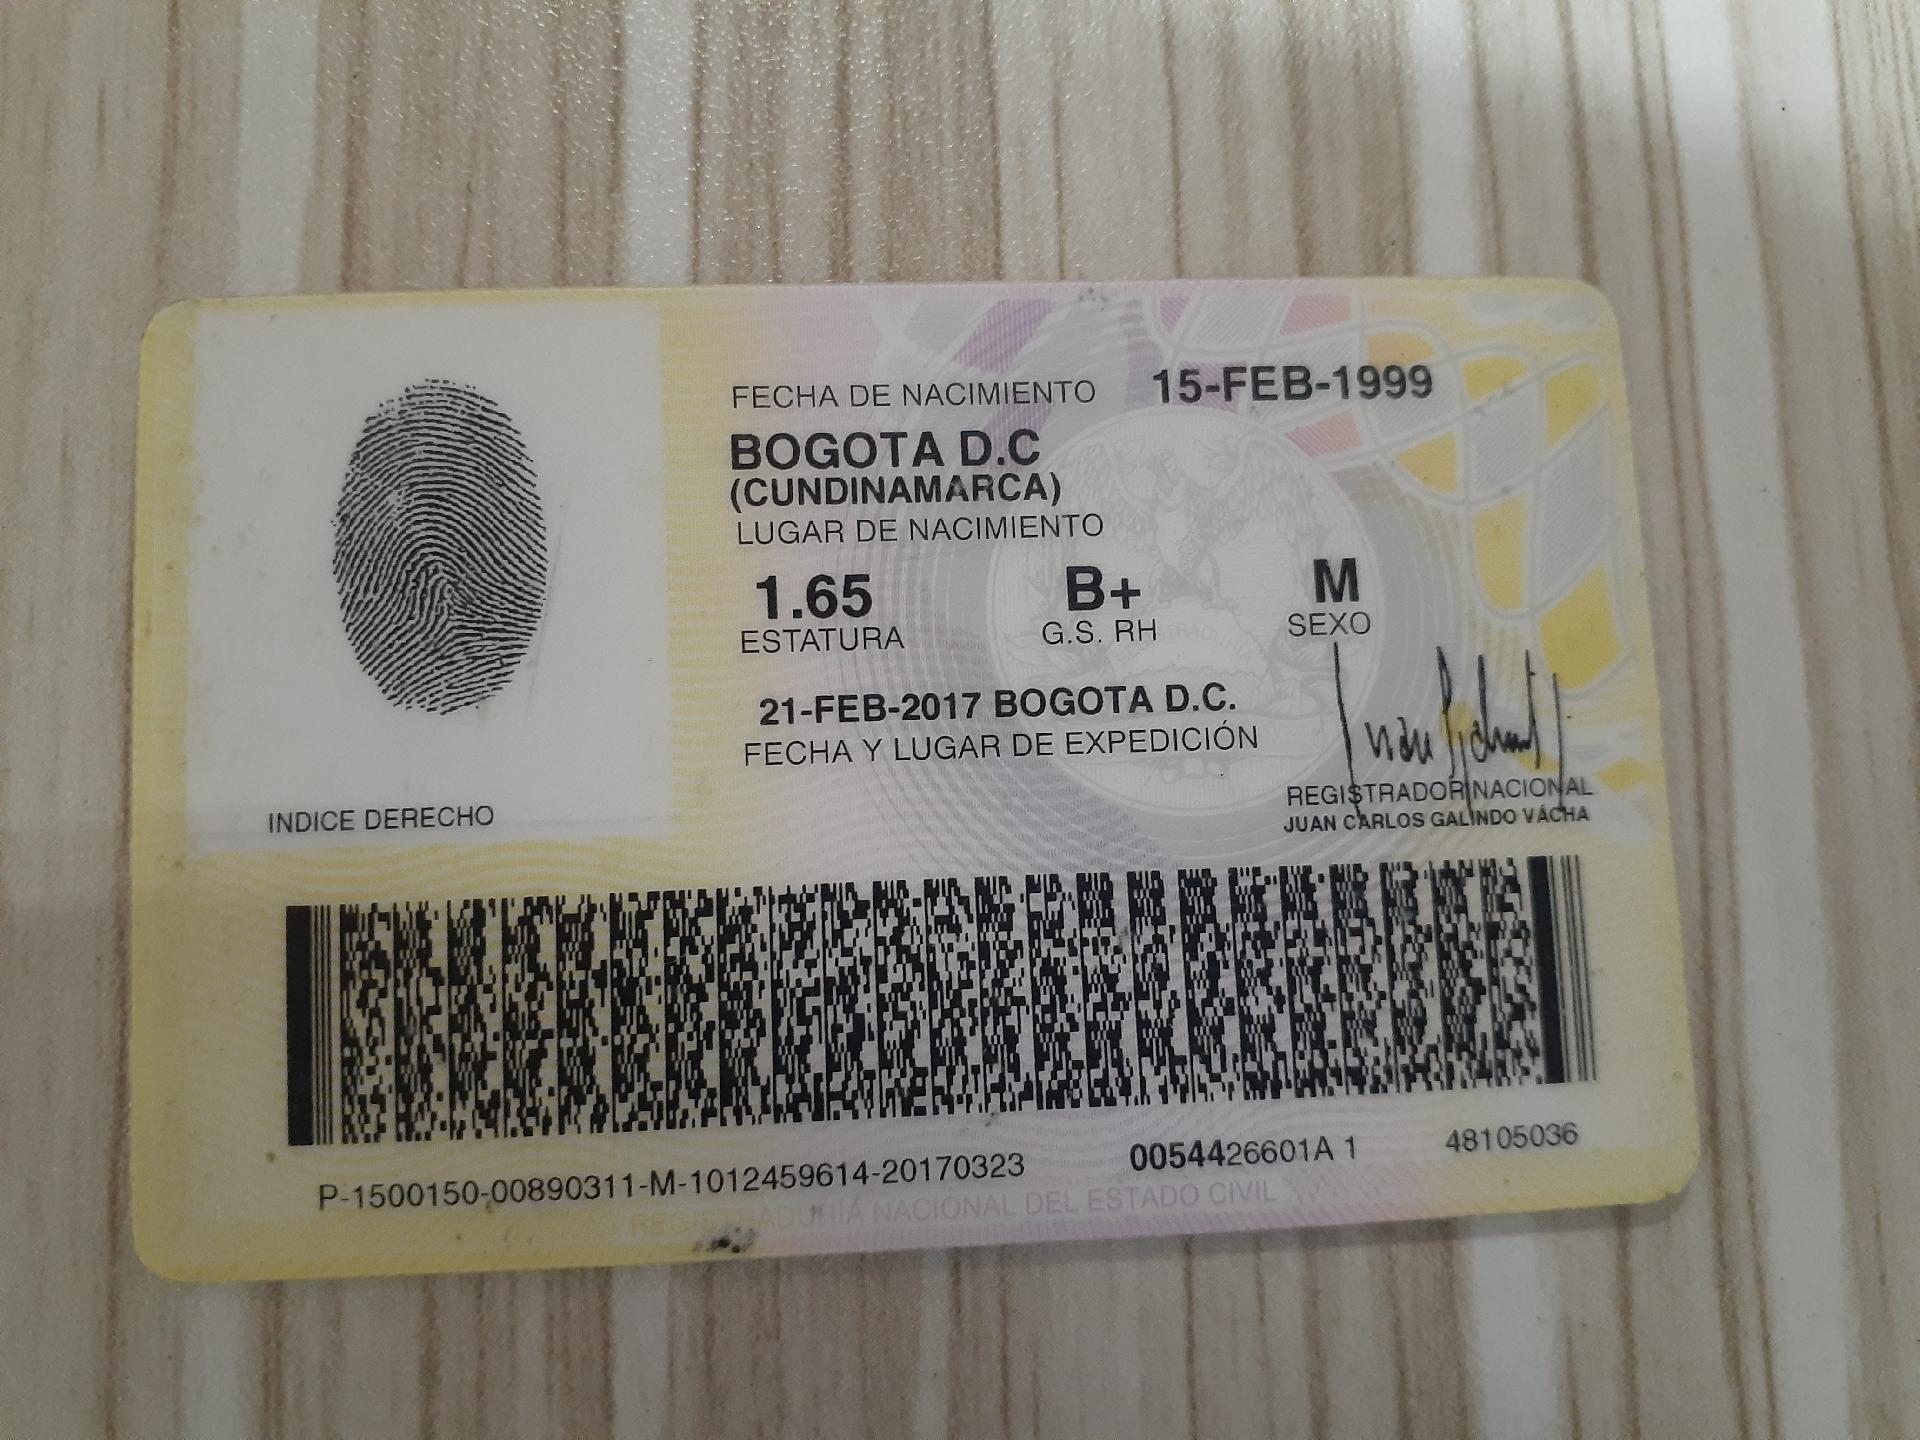 FECHA DE NACIMIENTO 15-FEB-1999
BOGOTA D.C
(CUNDINAMARCA)
LUGAR DE NACIMIENTO
1.65 B+ M
ESTATURA G.S. RH SEXO
21-FEB-2017 BOGOTA D.C.
FECHA Y LUGAR DE EXPEDICIÓN
REGISTRADOR NACIONAL
JUAN CARLOS GALINDO VÁCHA
INDICE DERECHO
P-1500150-00890311-M-1012459614-20170323 0054426601A 1 48105036
REGISTRADURIA NACIONAL DEL ESTADO CIVIL